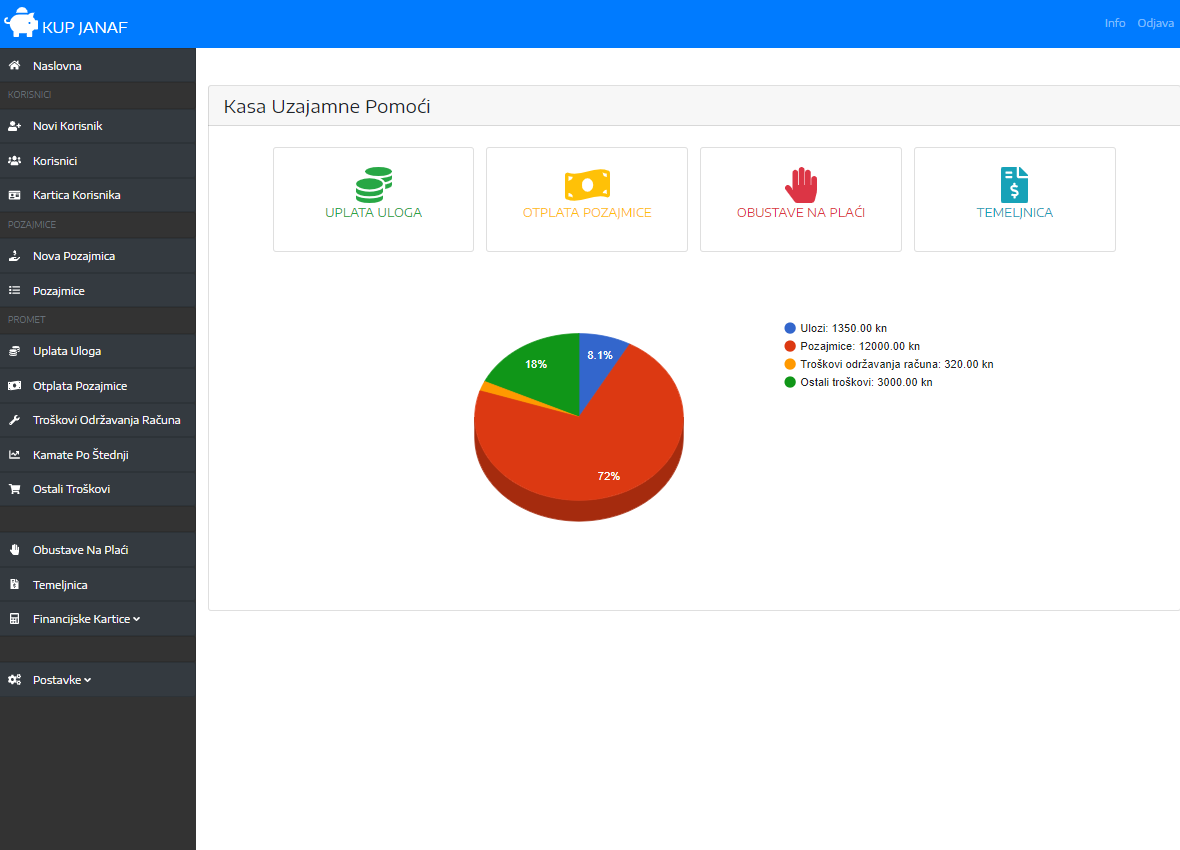 KUP JANAF
Info Odjava
Naslovna
KORISNICI
Novi Korisnik
Korisnici
Kartica Korisnika
POZAJMICE
Nova Pozajmica
Pozajmice
PROMET
Uplata Uloga
Otplata Pozajmice
Troškovi Održavanja Računa
Kamate Po Štednji
Ostali Troškovi
Obustave Na Plaći
Temeljnica
Financijske Kartice
Postavke
Kasa Uzajamne Pomoći
UPLATA ULOGA
OTPLATA POZAJMICE
OBUSTAVE NA PLAĆI
TEMELJNICA
8.1%
18%
72%
Ulozi: 1350.00 kn
Pozajmice: 12000.00 kn
Troškovi održavanja računa: 320.00 kn
Ostali troškovi: 3000.00 kn